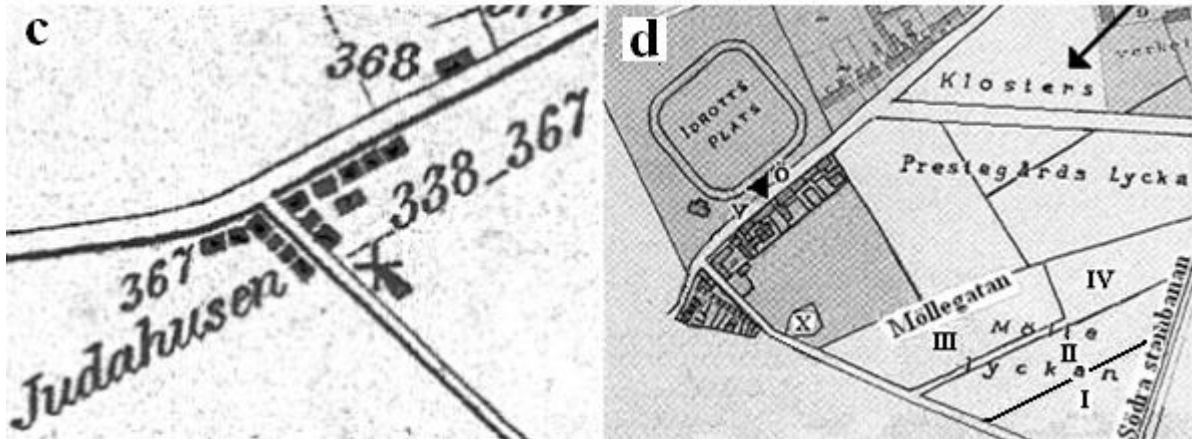 c
368
338_367
367
Judahusen
d
IDROTTS
PLATS
V
Ö
Klosters
Prestegårds Lycka
Möllegatan
X
III
IV
Mölle
lyckan
II
I
Södra stambanan